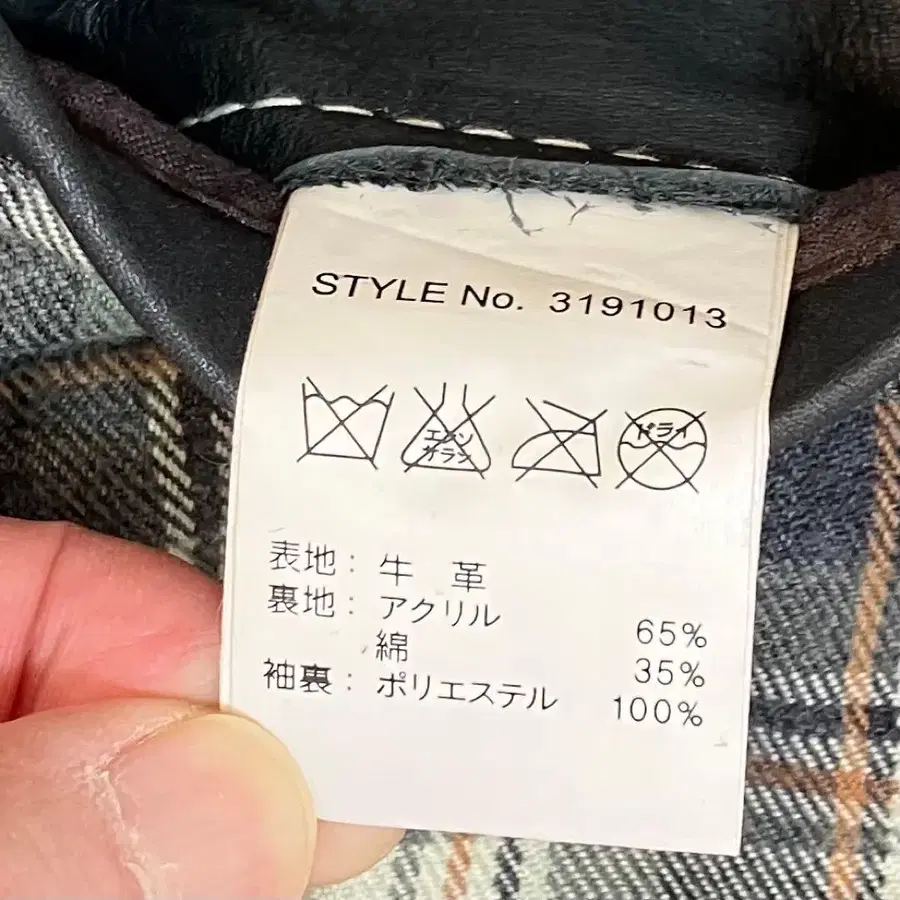 STYLE No. 3191013
エンソ
サラシ
ドライ
表地: 牛 革
裏地: アクリル 65%
綿 35%
袖裏: ポリエステル 100%